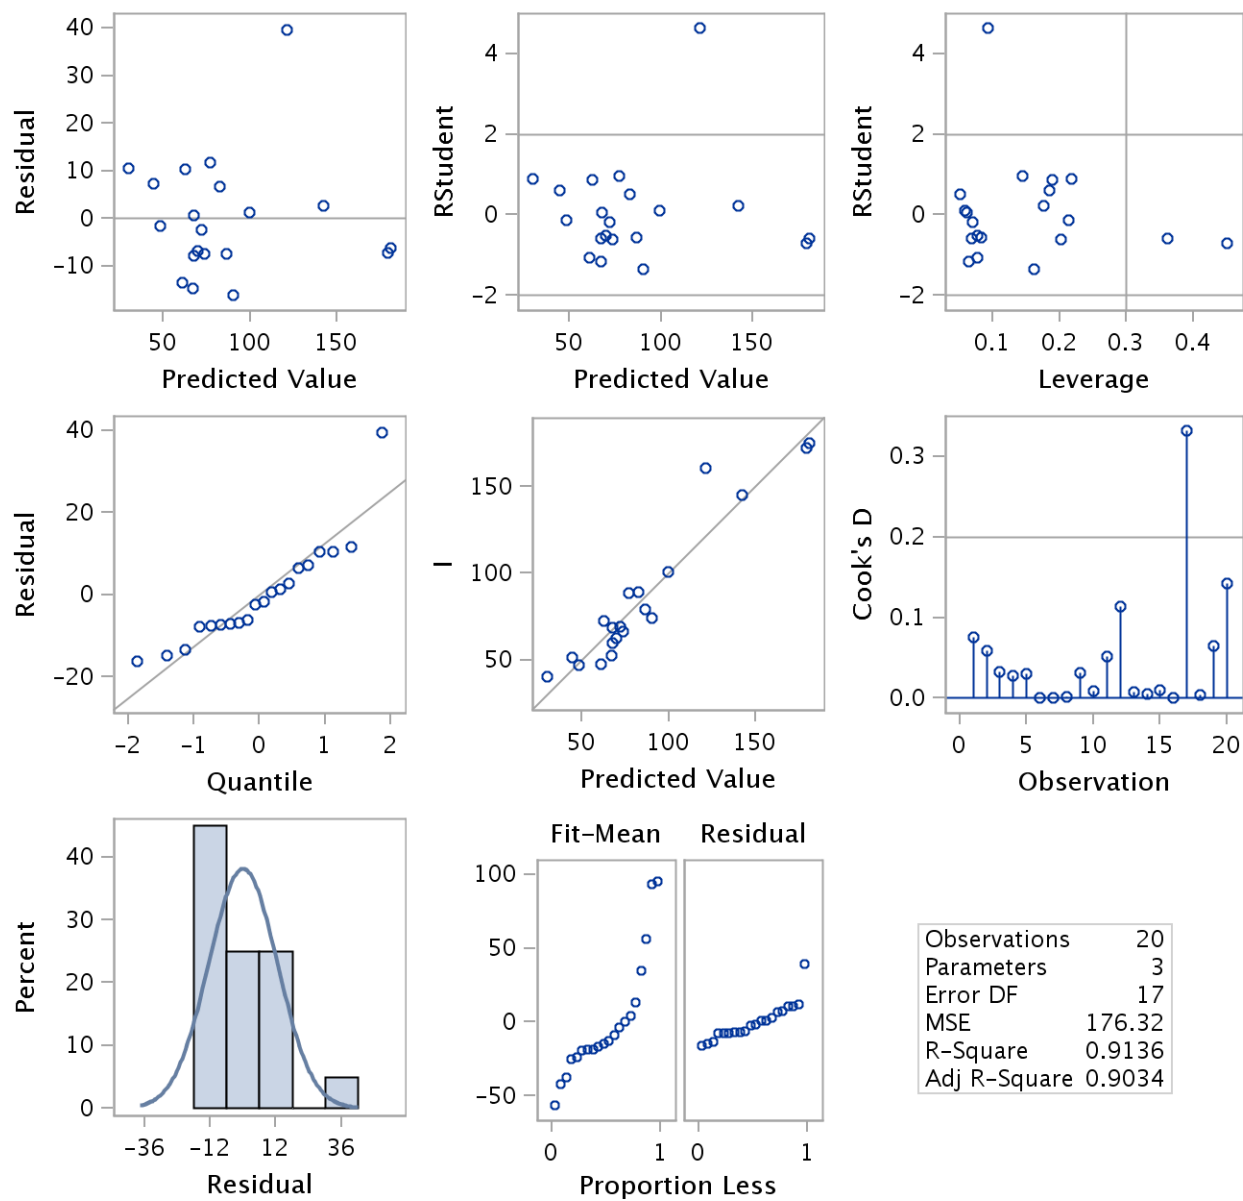 40
30
20
10
0
−10
50 100 150
Residual
Predicted Value
4
2
0
−2
50 100 150
RStudent
Predicted Value
4
2
0
−2
0.1 0.2 0.3 0.4
RStudent
Leverage
40
20
0
−20
−2 −1 0 1 2
Residual
Quantile
150
100
50
50 100 150
I
Predicted Value
0.3
0.2
0.1
0.0
0 5 10 15 20
Cook's D
Observation
40
30
20
10
0
−36 −12 12 36
Percent
Residual
Fit−Mean Residual
100
50
0
−50
0 1 0 1
Proportion Less
Observations 20
Parameters 3
Error DF 17
MSE 176.32
R−Square 0.9136
Adj R−Square 0.9034